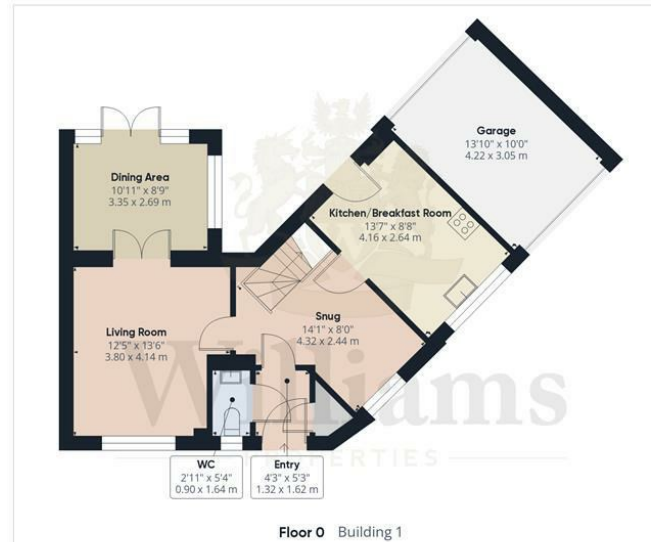 Garage
13'10" x 10'0"
4.22 x 3.05 m
Dining Area
10'11" x 8'9"
3.35 x 2.69 m
Kitchen/Breakfast Room
13'7" x 8'8"
4.16 x 2.64 m
Living Room
12'5" x 13'6"
3.80 x 4.14 m
Snug
14'1" x 8'0"
4.32 x 2.44 m
Williams
PROPERTIES
WC
2'11" x 5'4"
0.90 x 1.64 m
Entry
4'3" x 5'3"
1.32 x 1.62 m
Floor 0 Building 1